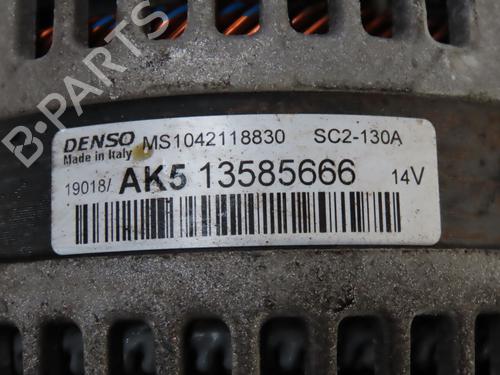 DENSO MS1042118830 SC2-130A
Made in Italy
19018/ AK5 13585666 14V
B-PARTS